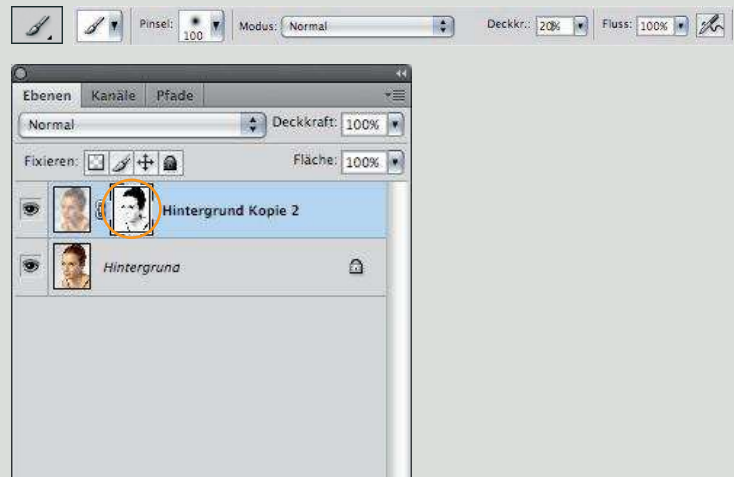 Pinsel: 100 Modus: Normal Deckkr.: 20% Fluss: 100%
Ebenen Kanäle Pfade
Normal Deckkraft: 100%
Fixieren: Fläche: 100%
Hintergrund Kopie 2
Hintergrund